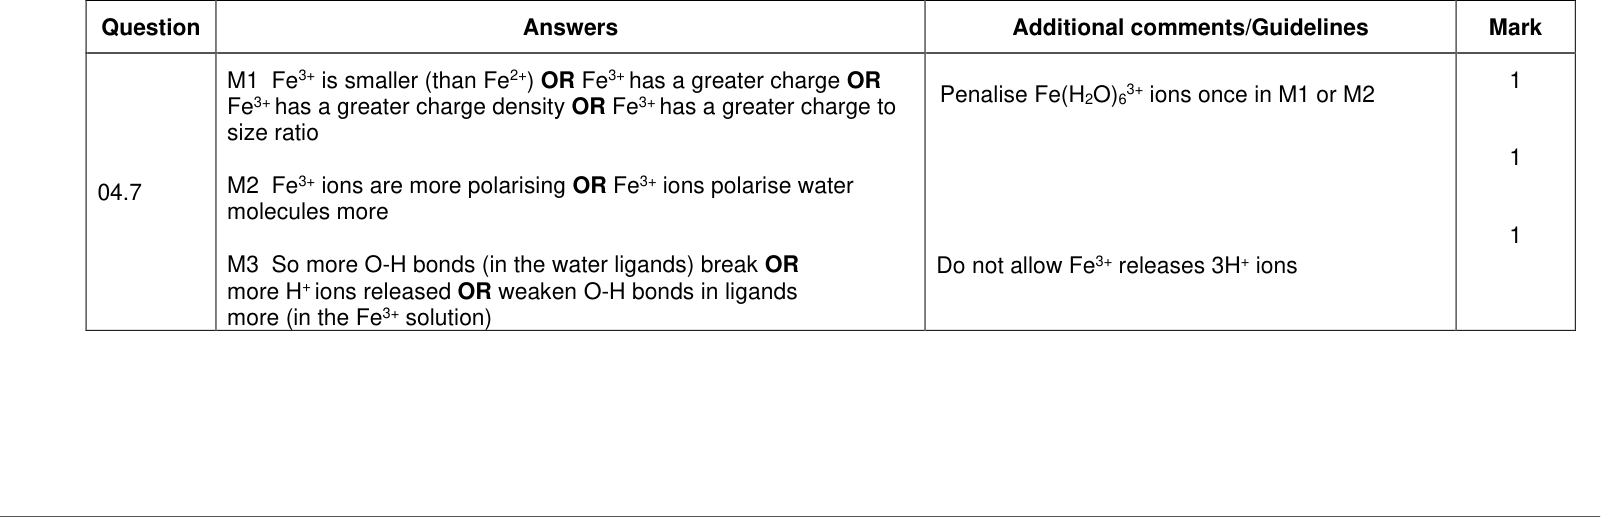 Question Answers Additional comments/Guidelines Mark
M1 Fe³⁺ is smaller (than Fe²⁺) OR Fe³⁺ has a greater charge OR
Fe³⁺ has a greater charge density OR Fe³⁺ has a greater charge to
size ratio
Penalise Fe(H₂O)₆³⁺ ions once in M1 or M2
1
04.7
M2 Fe³⁺ ions are more polarising OR Fe³⁺ ions polarise water
molecules more
1
M3 So more O-H bonds (in the water ligands) break OR
more H⁺ ions released OR weaken O-H bonds in ligands
more (in the Fe³⁺ solution)
Do not allow Fe³⁺ releases 3H⁺ ions
1